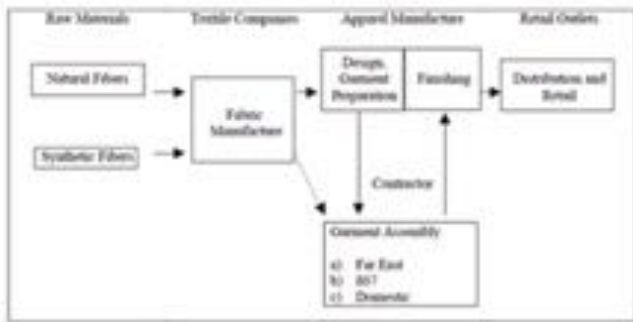 Raw Materials
Textile Companies
Apparel Manufacture
Retail Outlets
Natural Fibers
Synthetic Fibers
Fabric
Manufacture
Design,
Garment
Preparation
Finishing
Distribution and
Retail
Contractor
Garment Assembly
a) Far East
b) 807
c) Domestic